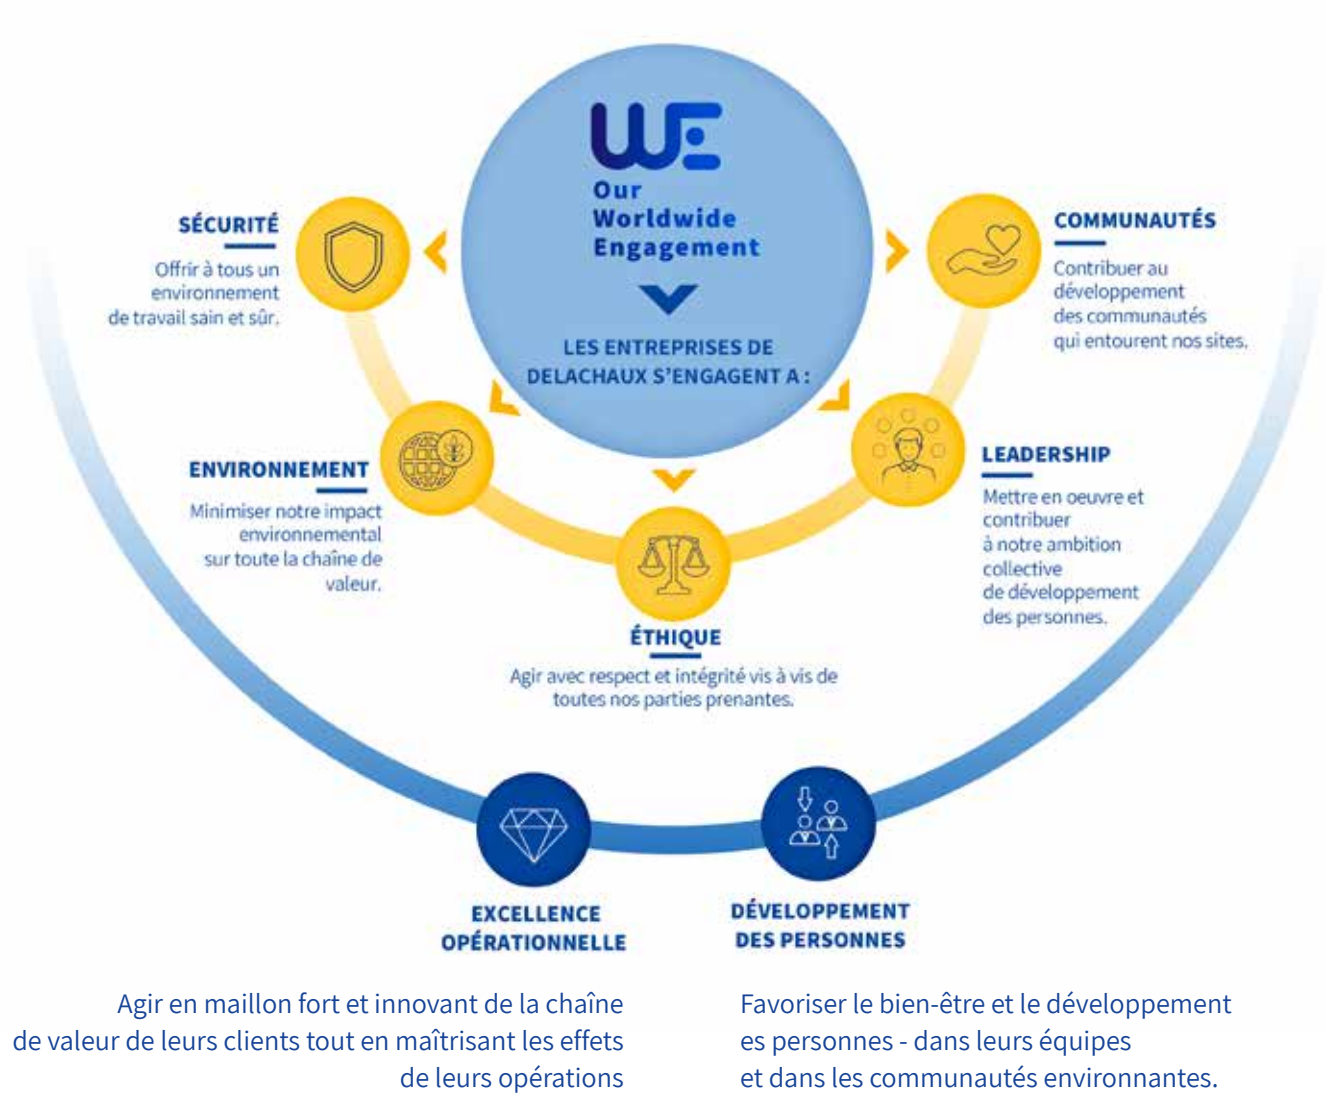 WE
Our
Worldwide
Engagement
LES ENTREPRISES DE
DELACHAUX S'ENGAGENT A :
SÉCURITÉ
Offrir à tous un
environnement
de travail sain et sûr.
COMMUNAUTÉS
Contribuer au
développement
des communautés
qui entourent nos sites.
ENVIRONNEMENT
Minimiser notre impact
environnemental
sur toute la chaîne de
valeur.
LEADERSHIP
Mettre en oeuvre et
contribuer
à notre ambition
collective
de développement
des personnes.
ÉTHIQUE
Agir avec respect et intégrité vis à vis de
toutes nos parties prenantes.
EXCELLENCE
OPÉRATIONNELLE
Agir en maillon fort et innovant de la chaîne
de valeur de leurs clients tout en maîtrisant les effets
de leurs opérations
DÉVELOPPEMENT
DES PERSONNES
Favoriser le bien-être et le développement
es personnes - dans leurs équipes
et dans les communautés environnantes.